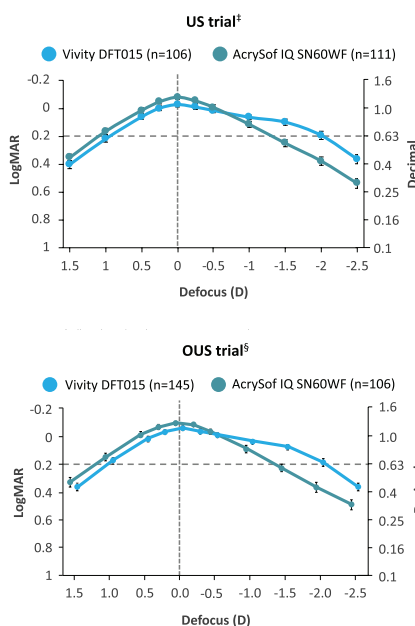 US trial‡
Vivity DFT015 (n=106) AcrySof IQ SN60WF (n=111)
-0.2 1.6
0 1.0
0.2 0.63
0.4 0.4
0.6 0.25
0.8 0.16
1 0.1
LogMAR
Decimal
1.5 1 0.5 0 -0.5 -1 -1.5 -2 -2.5
Defocus (D)
OUS trial§
Vivity DFT015 (n=145) AcrySof IQ SN60WF (n=106)
-0.2 1.6
0 1.0
0.2 0.63
0.4 0.4
0.6 0.25
0.8 0.16
1 0.1
LogMAR
1.5 1.0 0.5 0.0 -0.5 -1.0 -1.5 -2.0 -2.5
Defocus (D)